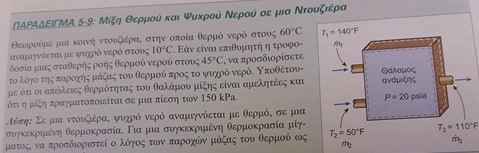 ΠΑΡΑΔΕΙΓΜΑ 5-9: Μίξη Θερμού και Ψυχρού Νερού σε μια Ντουζιέρα
Θεωρούμε μια κοινή ντουζιέρα, στην οποία θερμό νερό στους 60°C
αναμιγνύεται με ψυχρό νερό στους 10°C. Εάν είναι επιθυμητή η τροφο-
δοσία μιας σταθερής ροής θερμού νερού στους 45°C, να προσδιορίσετε
το λόγο της παροχής μάζας του θερμού προς το ψυχρό νερό. Υποθέτου-
με ότι οι απώλειες θερμότητας του θαλάμου μίξης είναι αμελητέες και
ότι η μίξη πραγματοποιείται σε μια πίεση των 150 kPa.
Λύση: Σε μια ντουζιέρα, ψυχρό νερό αναμιγνύεται με θερμό, σε μια
συγκεκριμένη θερμοκρασία. Για μια συγκεκριμένη θερμοκρασία μίγ-
ματος, να προσδιοριστεί ο λόγος των παροχών μάζας του θερμού ως
T₁ = 140°F
ṁ₁
Θάλαμος
ανάμιξης
P = 20 psia
T₂ = 50°F
ṁ₂
T₃ = 110°F
ṁ₃